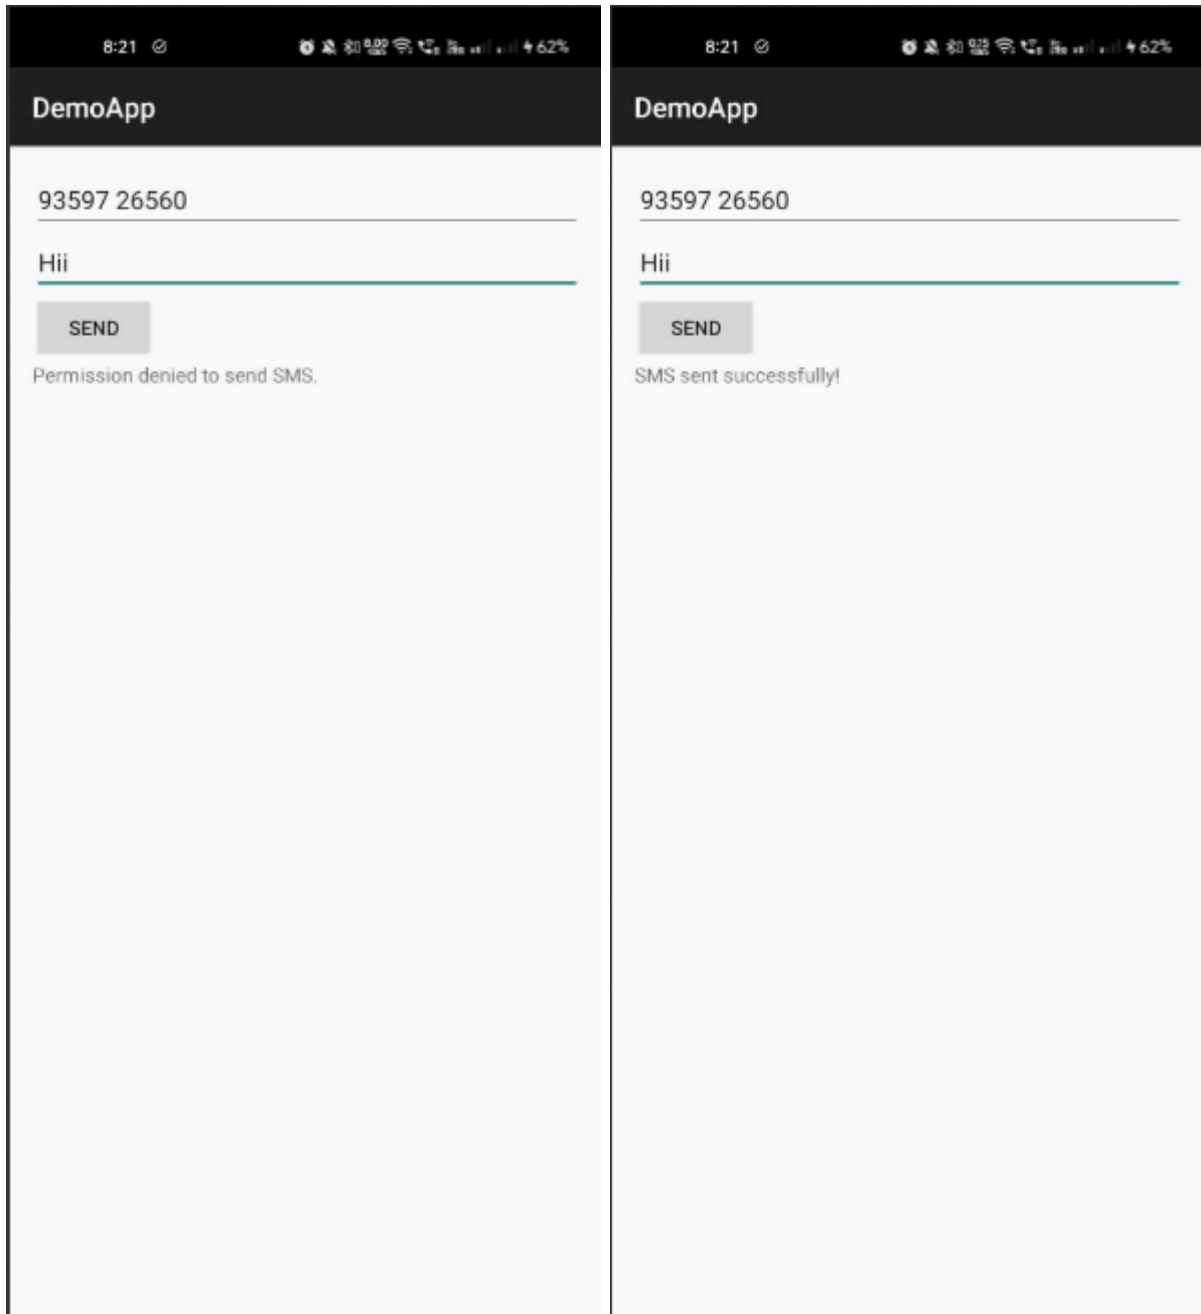 8:21
62%
DemoApp
93597 26560
Hii
SEND
Permission denied to send SMS.
8:21
62%
DemoApp
93597 26560
Hii
SEND
SMS sent successfully!